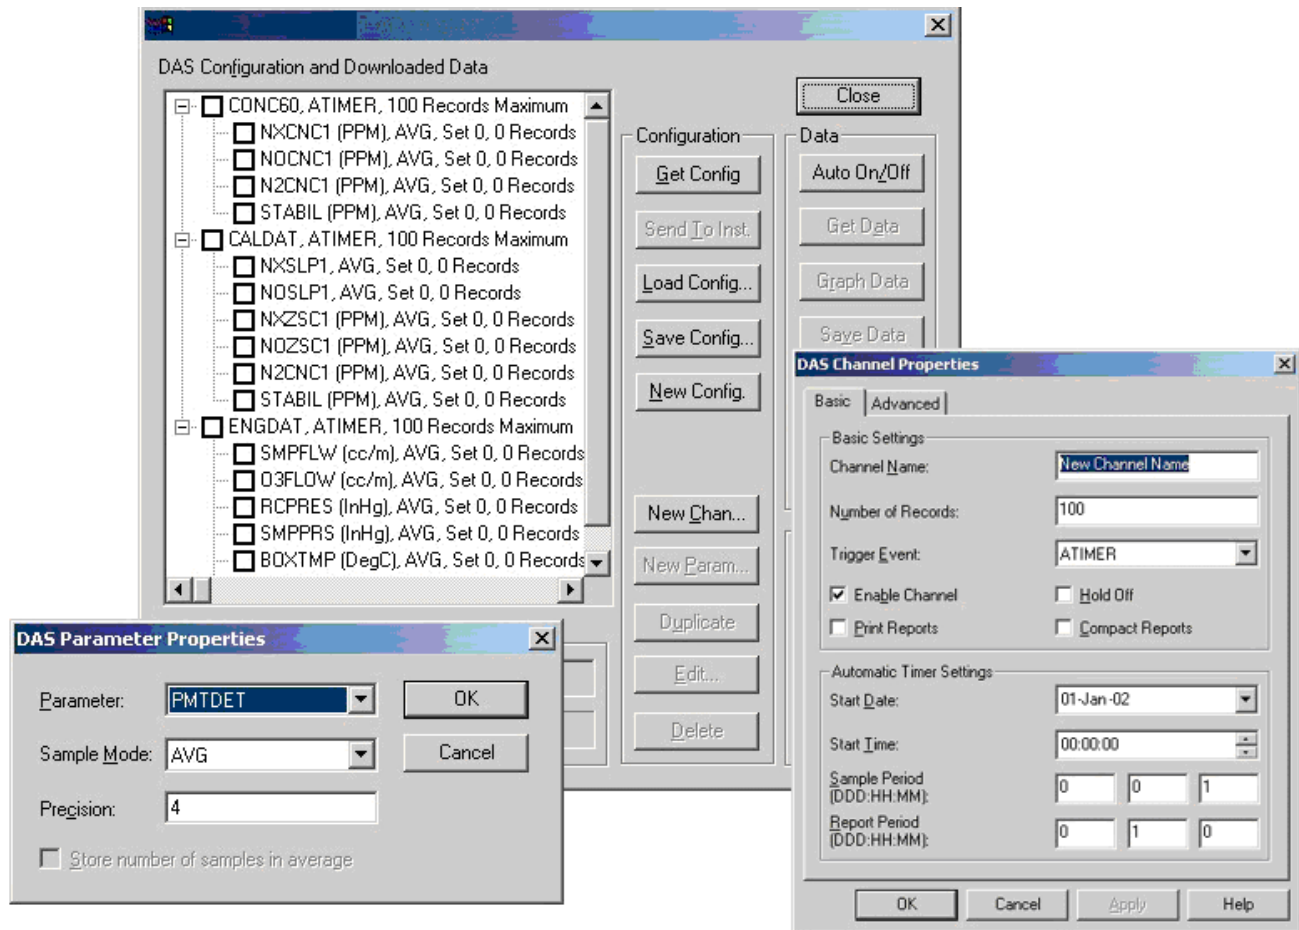 DAS Configuration and Downloaded Data
CONC60, ATIMER, 100 Records Maximum
NXCNC1 (PPM), AVG, Set 0, 0 Records
NOCNC1 (PPM), AVG, Set 0, 0 Records
N2CNC1 (PPM), AVG, Set 0, 0 Records
STABIL (PPM), AVG, Set 0, 0 Records
CALDAT, ATIMER, 100 Records Maximum
NXSLP1, AVG, Set 0, 0 Records
NOSLP1, AVG, Set 0, 0 Records
NXZSC1 (PPM), AVG, Set 0, 0 Records
NOZSC1 (PPM), AVG, Set 0, 0 Records
N2CNC1 (PPM), AVG, Set 0, 0 Records
STABIL (PPM), AVG, Set 0, 0 Records
ENGDAT, ATIMER, 100 Records Maximum
SMPFLW (cc/m), AVG, Set 0, 0 Records
O3FLOW (cc/m), AVG, Set 0, 0 Records
RCPRES (InHg), AVG, Set 0, 0 Records
SMPPRS (InHg), AVG, Set 0, 0 Records
BOXTMP (DegC), AVG, Set 0, 0 Records
Close
Configuration
Get Config
Send To Inst.
Load Config...
Save Config...
New Config.
New Chan...
New Param...
Duplicate
Edit...
Delete
Data
Auto On/Off
Get Data
Graph Data
Save Data
DAS Parameter Properties
Parameter: PMTDET
Sample Mode: AVG
Precision: 4
Store number of samples in average
OK
Cancel
DAS Channel Properties
Basic Advanced
Basic Settings
Channel Name: New Channel Name
Number of Records: 100
Trigger Event: ATIMER
Enable Channel Hold Off
Print Reports Compact Reports
Automatic Timer Settings
Start Date: 01-Jan-02
Start Time: 00:00:00
Sample Period
(DDD:HH:MM): 0 0 1
Report Period
(DDD:HH:MM): 0 1 0
OK Cancel Apply Help